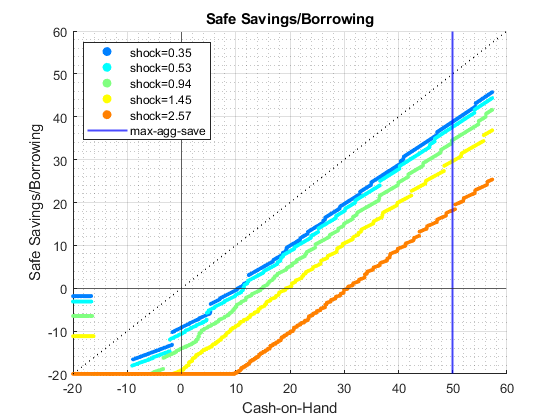 Safe Savings/Borrowing
shock=0.35
shock=0.53
shock=0.94
shock=1.45
shock=2.57
max-agg-save
Safe Savings/Borrowing
60
50
40
30
20
10
0
-10
-20
-20 -10 0 10 20 30 40 50 60
Cash-on-Hand